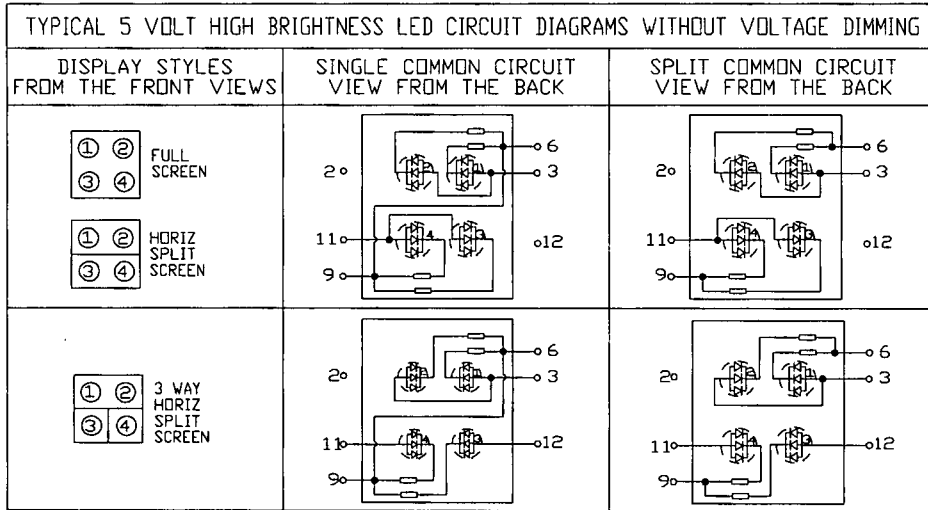 TYPICAL 5 VOLT HIGH BRIGHTNESS LED CIRCUIT DIAGRAMS WITHOUT VOLTAGE DIMMING
DISPLAY STYLES
FROM THE FRONT VIEWS
SINGLE COMMON CIRCUIT
VIEW FROM THE BACK
SPLIT COMMON CIRCUIT
VIEW FROM THE BACK
1 2
3 4
FULL
SCREEN
1 2
3 4
HORIZ
SPLIT
SCREEN
6
2
3
11
12
9
6
2
3
11
12
9
1 2
3 4
3 WAY
HORIZ
SPLIT
SCREEN
6
2
3
11
12
9
6
2
3
11
12
9